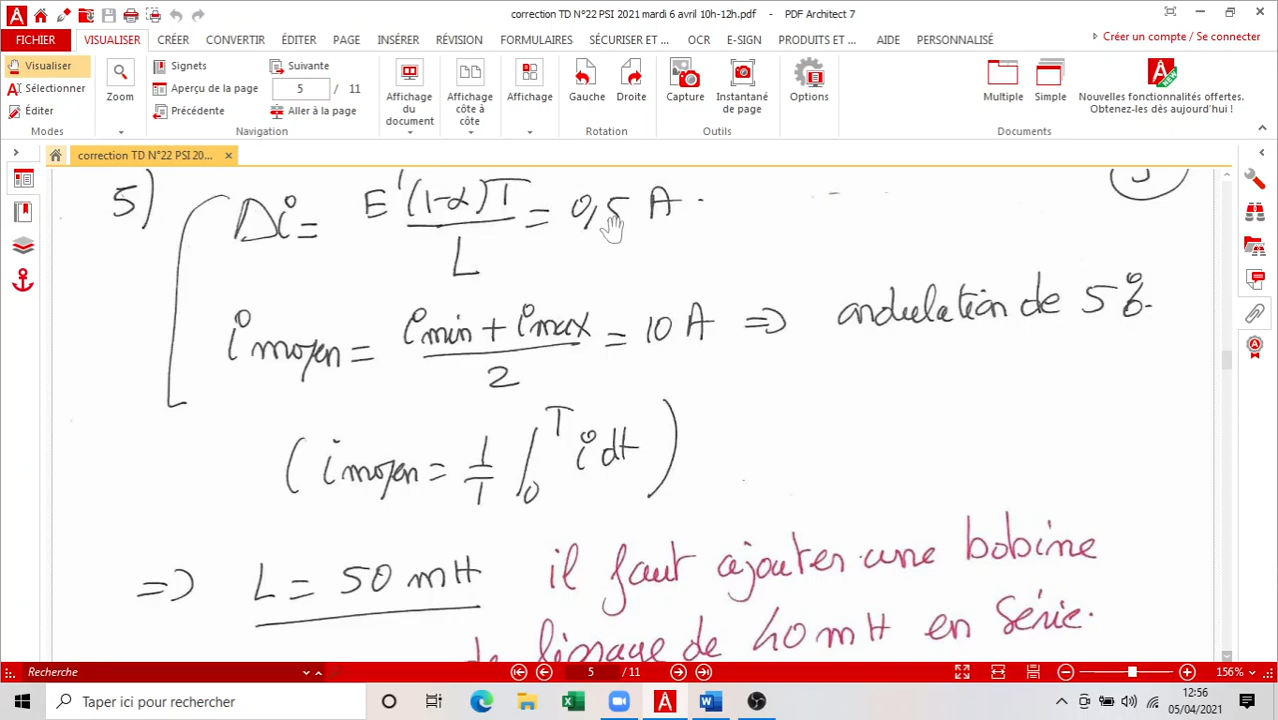 correction TD N°22 PSI 2021 mardi 6 avril 10h-12h.pdf - PDF Architect 7
FICHIER VISUALISER CRÉER CONVERTIR ÉDITER PAGE INSÉRER RÉVISION FORMULAIRES SÉCURISER ET ... OCR E-SIGN PRODUITS ET ... AIDE PERSONNALISÉ Créer un compte / Se connecter
Visualiser
Sélectionner
Éditer
Modes
Zoom
Signets
Aperçu de la page
Précédente
Suivante
5 / 11
Aller à la page
Navigation
Affichage du document
Affichage côte à côte
Affichage
Gauche
Droite
Rotation
Capture
Instantané de page
Outils
Options
Multiple
Simple
Documents
Nouvelles fonctionnalités offertes.
Obtenez-les dès aujourd'hui !
correction TD N°22 PSI 20...
5) Δi = E'(1-α)T / L = 0,5 A.
i moyen = (i min + i max) / 2 = 10 A ⇒ ondulation de 5 %.
(i moyen = 1/T ∫₀ᵀ i dt)
⇒ L = 50 mH il faut ajouter une bobine
de lissage de 40 mH en série.
Recherche
5 / 11
156%
Taper ici pour rechercher
12:56
05/04/2021